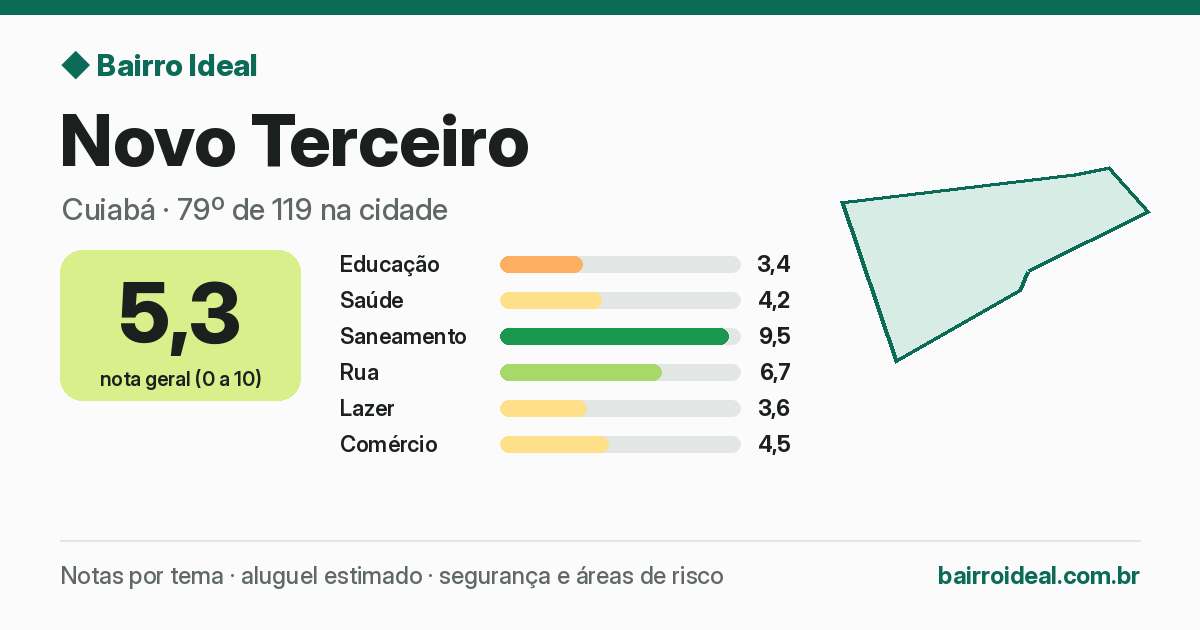 Bairro Ideal
Novo Terceiro
Cuiabá · 79º de 119 na cidade
5,3
nota geral (0 a 10)
Educação 3,4
Saúde 4,2
Saneamento 9,5
Rua 6,7
Lazer 3,6
Comércio 4,5
Notas por tema · aluguel estimado · segurança e áreas de risco
bairroideal.com.br